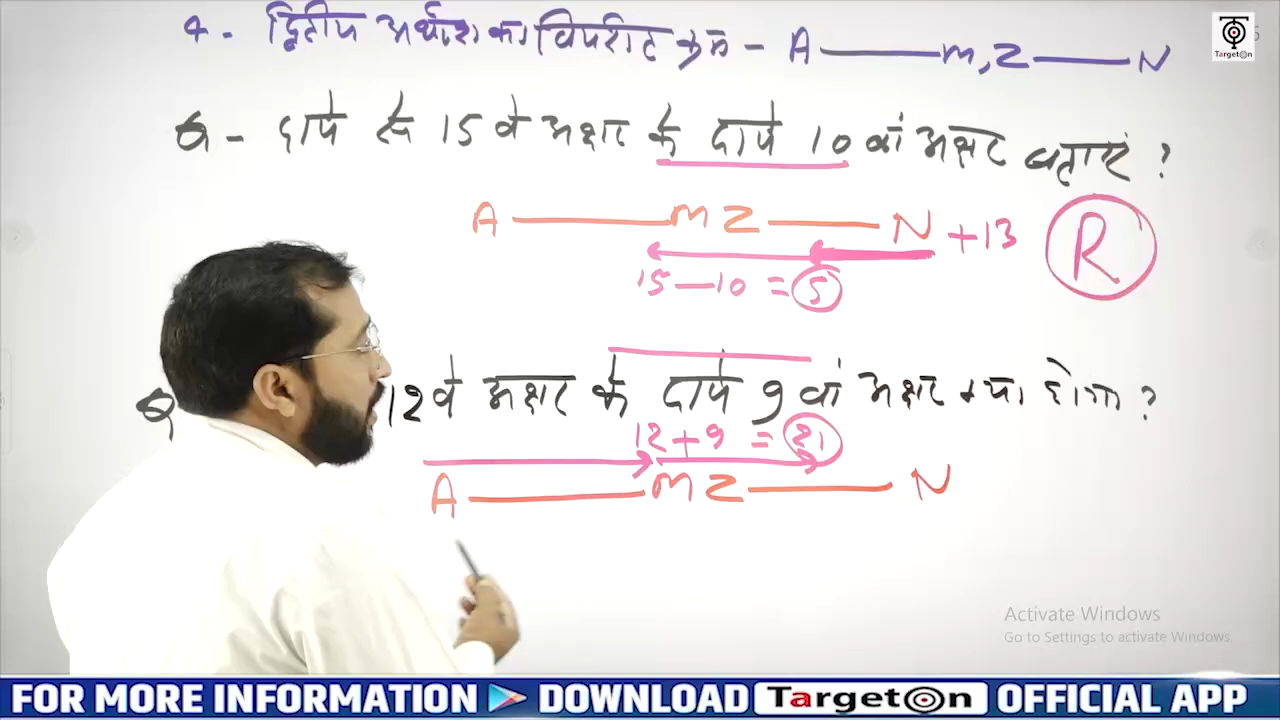 4. द्वितीय अर्धांश का विपरीत क्रम - A —— M, Z —— N
TargetOn
Q - दायें से 15 वे अक्षर के दायें 10 वां अक्षर बताएं ?
A —— M Z —— N + 13 R
15 — 10 = 5
Q 12 वे अक्षर के दायें 9 वां अक्षर क्या होगा ?
12 + 9 = 21
A —— M Z —— N
Activate Windows
Go to Settings to activate Windows.
FOR MORE INFORMATION DOWNLOAD TargetOn OFFICIAL APP